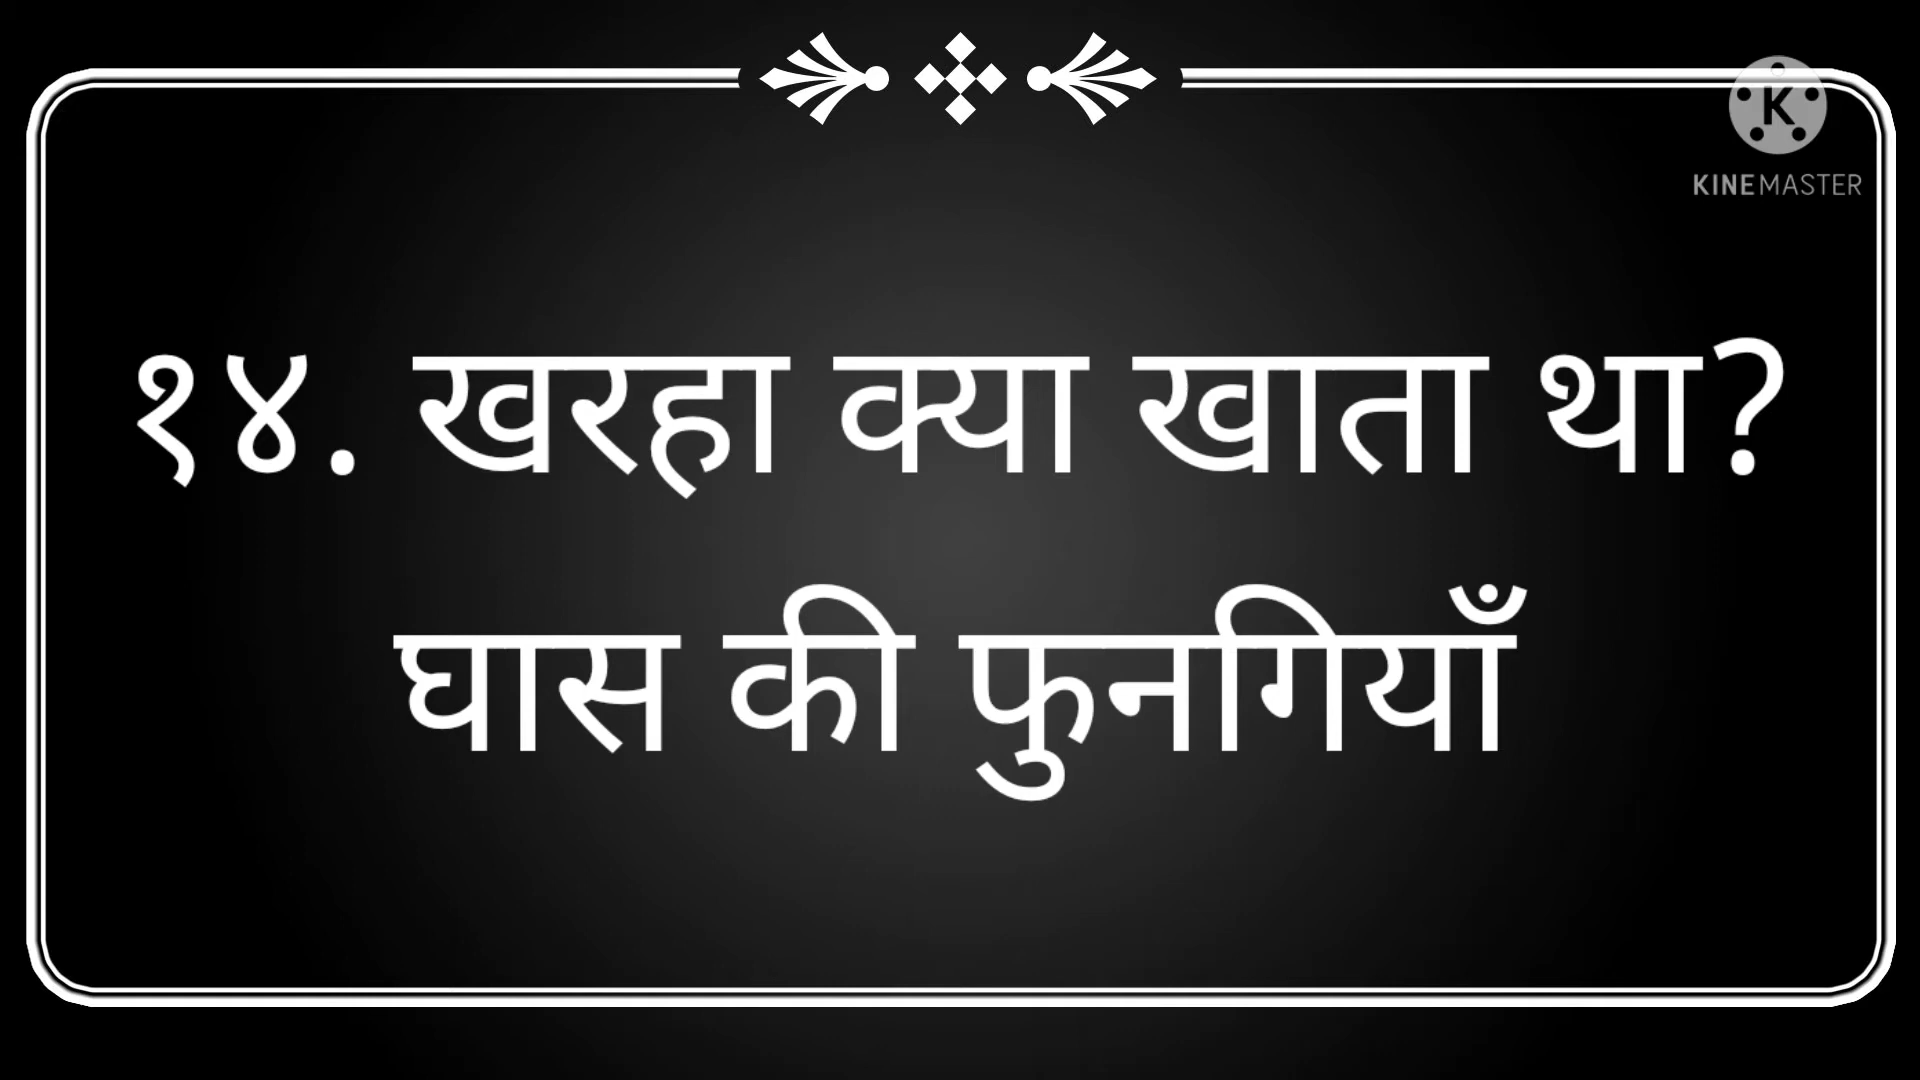 KINEMASTER
१४. खरहा क्या खाता था?
घास की फुनगियाँ